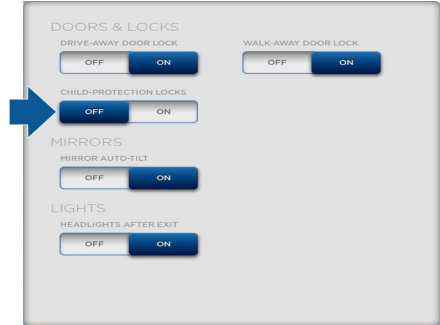 DOORS & LOCKS
DRIVE-AWAY DOOR LOCK WALK-AWAY DOOR LOCK
OFF ON OFF ON
CHILD-PROTECTION LOCKS
OFF ON
MIRRORS
MIRROR AUTO-TILT
OFF ON
LIGHTS
HEADLIGHTS AFTER EXIT
OFF ON